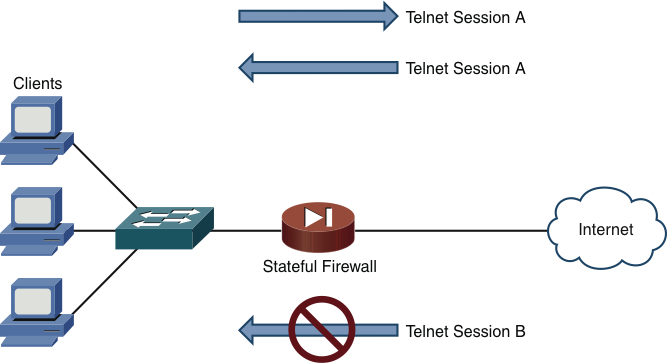 Telnet Session A
Telnet Session A
Clients
Internet
Stateful Firewall
Telnet Session B